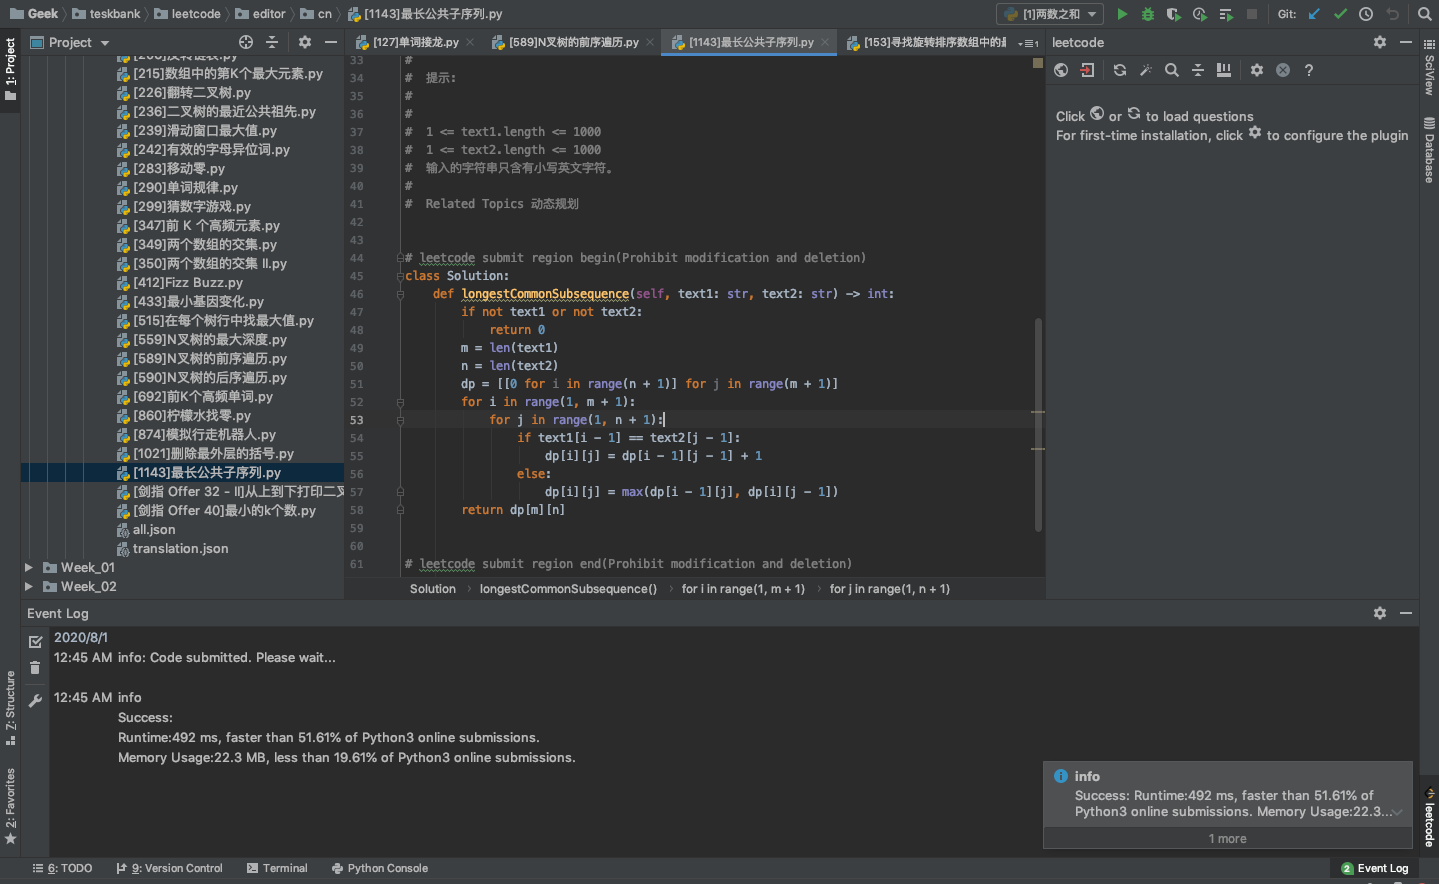 Geek teskbank leetcode editor cn [1143]最长公共子序列.py
[1]两数之和
Git:
1: Project
Project
[215]数组中的第K个最大元素.py
[226]翻转二叉树.py
[236]二叉树的最近公共祖先.py
[239]滑动窗口最大值.py
[242]有效的字母异位词.py
[283]移动零.py
[290]单词规律.py
[299]猜数字游戏.py
[347]前 K 个高频元素.py
[349]两个数组的交集.py
[350]两个数组的交集 II.py
[412]Fizz Buzz.py
[433]最小基因变化.py
[515]在每个树行中找最大值.py
[559]N叉树的最大深度.py
[589]N叉树的前序遍历.py
[590]N叉树的后序遍历.py
[692]前K个高频单词.py
[860]柠檬水找零.py
[874]模拟行走机器人.py
[1021]删除最外层的括号.py
[1143]最长公共子序列.py
[剑指 Offer 32 - II]从上到下打印二叉
[剑指 Offer 40]最小的k个数.py
all.json
translation.json
Week_01
Week_02
[127]单词接龙.py [589]N叉树的前序遍历.py [1143]最长公共子序列.py [153]寻找旋转排序数组中的 1
33 #
34 # 提示:
35 #
36 #
37 # 1 <= text1.length <= 1000
38 # 1 <= text2.length <= 1000
39 # 输入的字符串只含有小写英文字符。
40 #
41 # Related Topics 动态规划
42
43
44 # leetcode submit region begin(Prohibit modification and deletion)
45 class Solution:
46 def longestCommonSubsequence(self, text1: str, text2: str) -> int:
47 if not text1 or not text2:
48 return 0
49 m = len(text1)
50 n = len(text2)
51 dp = [[0 for i in range(n + 1)] for j in range(m + 1)]
52 for i in range(1, m + 1):
53 for j in range(1, n + 1):
54 if text1[i - 1] == text2[j - 1]:
55 dp[i][j] = dp[i - 1][j - 1] + 1
56 else:
57 dp[i][j] = max(dp[i - 1][j], dp[i][j - 1])
58 return dp[m][n]
59
60
61 # leetcode submit region end(Prohibit modification and deletion)
Solution longestCommonSubsequence() for i in range(1, m + 1) for j in range(1, n + 1)
leetcode
Click or to load questions
For first-time installation, click to configure the plugin
SciView
Database
Event Log
2020/8/1
12:45 AM info: Code submitted. Please wait...
12:45 AM info
Success:
Runtime:492 ms, faster than 51.61% of Python3 online submissions.
Memory Usage:22.3 MB, less than 19.61% of Python3 online submissions.
Z: Structure
2: Favorites
info
Success: Runtime:492 ms, faster than 51.61% of
Python3 online submissions. Memory Usage:22.3...
1 more
leetcode
6: TODO 9: Version Control Terminal Python Console
2 Event Log